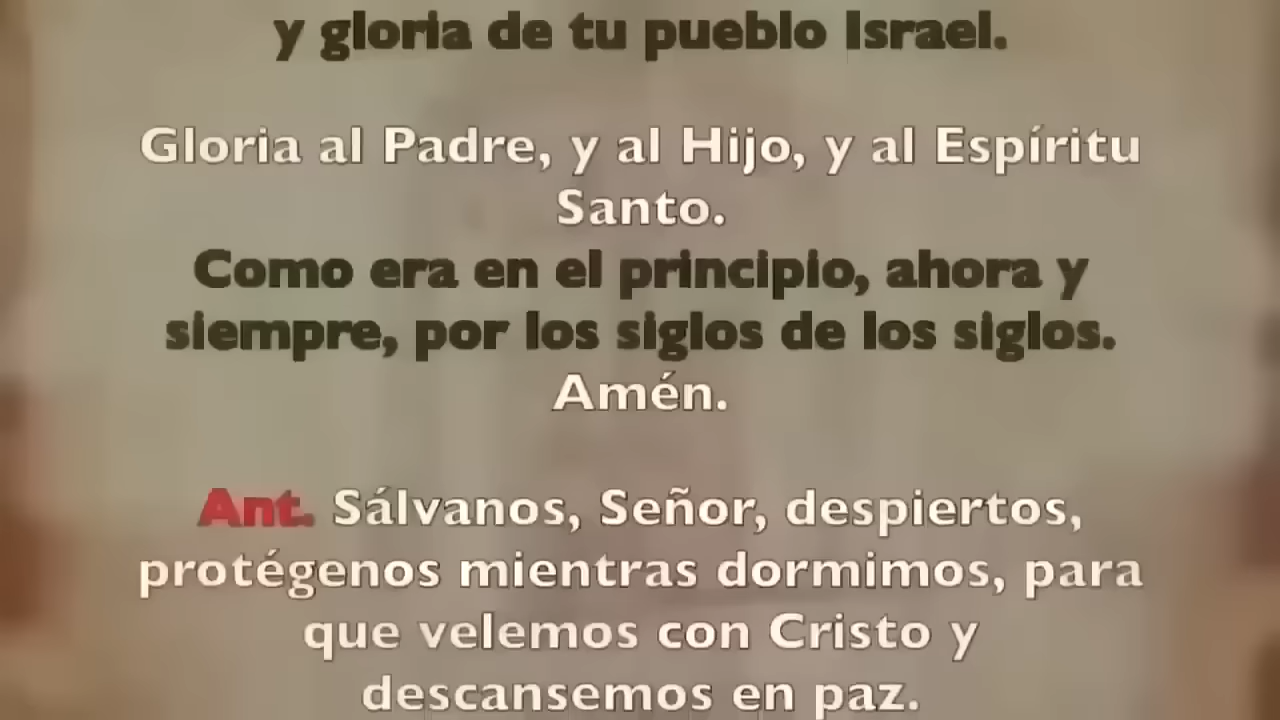 y gloria de tu pueblo Israel.
Gloria al Padre, y al Hijo, y al Espíritu
Santo.
Como era en el principio, ahora y
siempre, por los siglos de los siglos.
Amén.
Ant. Sálvanos, Señor, despiertos,
protégenos mientras dormimos, para
que velemos con Cristo y
descansemos en paz.